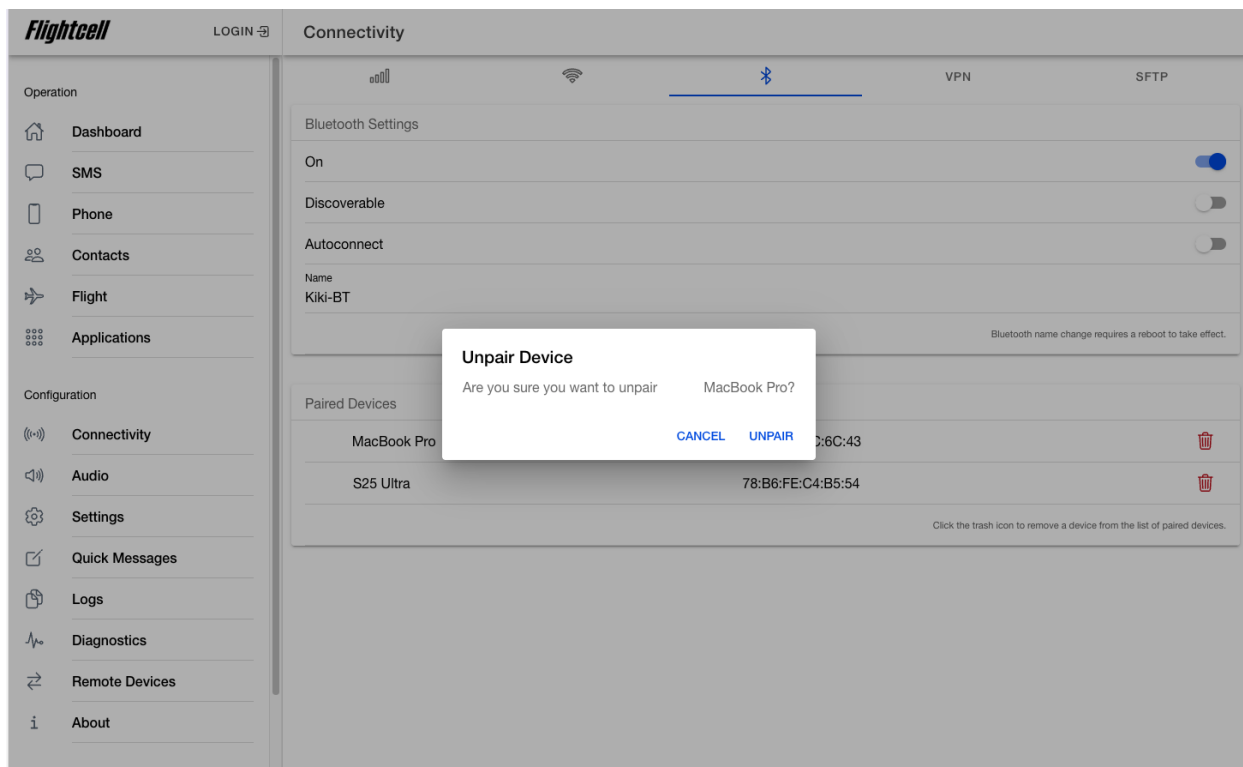 Flightcell
LOGIN
Connectivity
VPN
SFTP
Operation
Dashboard
SMS
Phone
Contacts
Flight
Applications
Configuration
Connectivity
Audio
Settings
Quick Messages
Logs
Diagnostics
Remote Devices
About
Bluetooth Settings
On
Discoverable
Autoconnect
Name
Kiki-BT
Bluetooth name change requires a reboot to take effect.
Unpair Device
Are you sure you want to unpair MacBook Pro?
CANCEL UNPAIR
Paired Devices
MacBook Pro C:6C:43
S25 Ultra 78:B6:FE:C4:B5:54
Click the trash icon to remove a device from the list of paired devices.